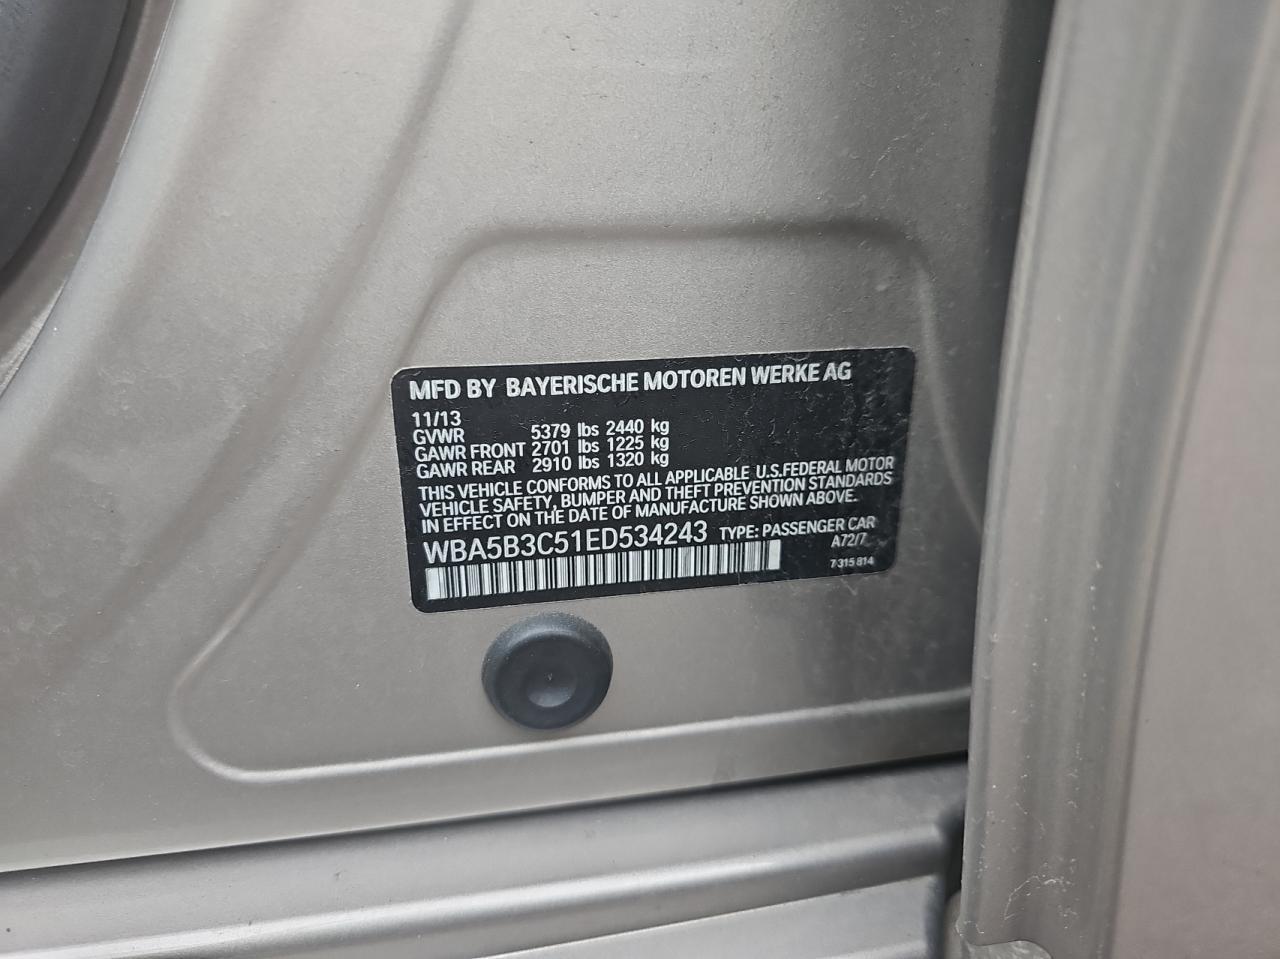 MFD BY BAYERISCHE MOTOREN WERKE AG
11/13
GVWR 5379 lbs 2440 kg
GAWR FRONT 2701 lbs 1225 kg
GAWR REAR 2910 lbs 1320 kg
THIS VEHICLE CONFORMS TO ALL APPLICABLE U.S.FEDERAL MOTOR
VEHICLE SAFETY, BUMPER AND THEFT PREVENTION STANDARDS
IN EFFECT ON THE DATE OF MANUFACTURE SHOWN ABOVE.
WBA5B3C51ED534243 TYPE: PASSENGER CAR
A72/7
7 315 814